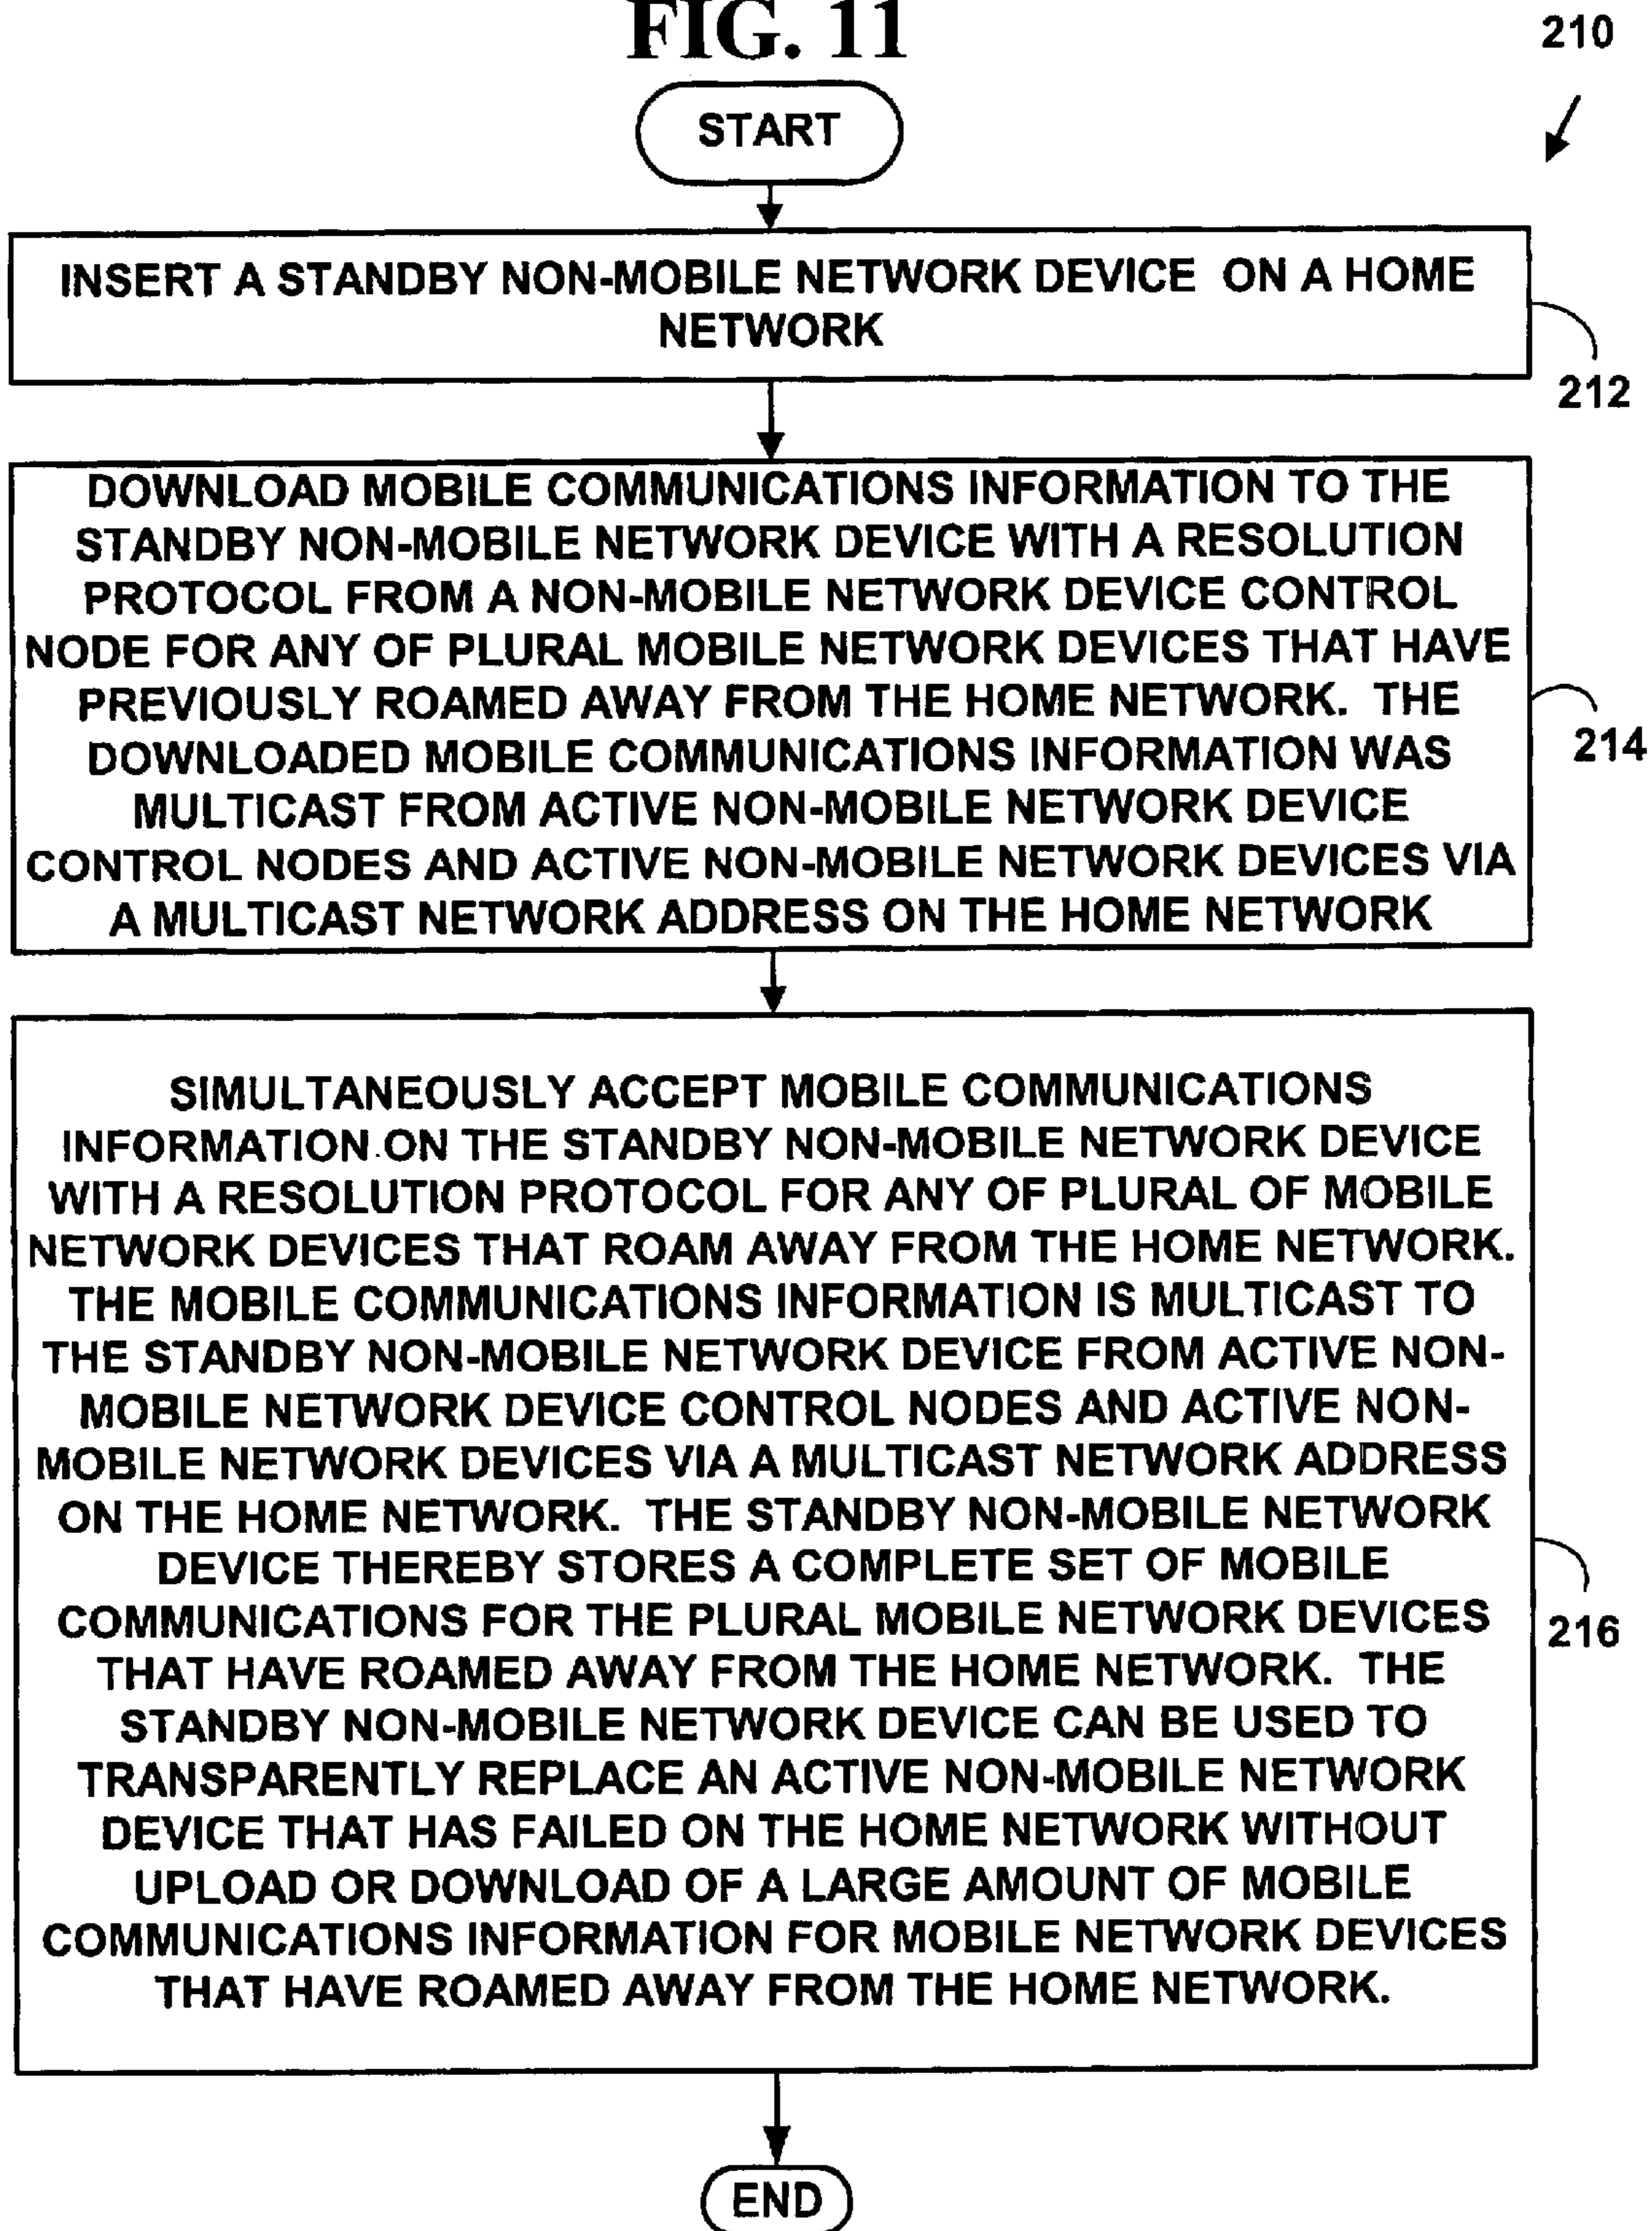 FIG. 11
210
START
INSERT A STANDBY NON-MOBILE NETWORK DEVICE ON A HOME
NETWORK
212
DOWNLOAD MOBILE COMMUNICATIONS INFORMATION TO THE
STANDBY NON-MOBILE NETWORK DEVICE WITH A RESOLUTION
PROTOCOL FROM A NON-MOBILE NETWORK DEVICE CONTROL
NODE FOR ANY OF PLURAL MOBILE NETWORK DEVICES THAT HAVE
PREVIOUSLY ROAMED AWAY FROM THE HOME NETWORK. THE
DOWNLOADED MOBILE COMMUNICATIONS INFORMATION WAS
MULTICAST FROM ACTIVE NON-MOBILE NETWORK DEVICE
CONTROL NODES AND ACTIVE NON-MOBILE NETWORK DEVICES VIA
A MULTICAST NETWORK ADDRESS ON THE HOME NETWORK
214
SIMULTANEOUSLY ACCEPT MOBILE COMMUNICATIONS
INFORMATION ON THE STANDBY NON-MOBILE NETWORK DEVICE
WITH A RESOLUTION PROTOCOL FOR ANY OF PLURAL OF MOBILE
NETWORK DEVICES THAT ROAM AWAY FROM THE HOME NETWORK.
THE MOBILE COMMUNICATIONS INFORMATION IS MULTICAST TO
THE STANDBY NON-MOBILE NETWORK DEVICE FROM ACTIVE NON-
MOBILE NETWORK DEVICE CONTROL NODES AND ACTIVE NON-
MOBILE NETWORK DEVICES VIA A MULTICAST NETWORK ADDRESS
ON THE HOME NETWORK. THE STANDBY NON-MOBILE NETWORK
DEVICE THEREBY STORES A COMPLETE SET OF MOBILE
COMMUNICATIONS FOR THE PLURAL MOBILE NETWORK DEVICES
THAT HAVE ROAMED AWAY FROM THE HOME NETWORK. THE
STANDBY NON-MOBILE NETWORK DEVICE CAN BE USED TO
TRANSPARENTLY REPLACE AN ACTIVE NON-MOBILE NETWORK
DEVICE THAT HAS FAILED ON THE HOME NETWORK WITHOUT
UPLOAD OR DOWNLOAD OF A LARGE AMOUNT OF MOBILE
COMMUNICATIONS INFORMATION FOR MOBILE NETWORK DEVICES
THAT HAVE ROAMED AWAY FROM THE HOME NETWORK.
216
END